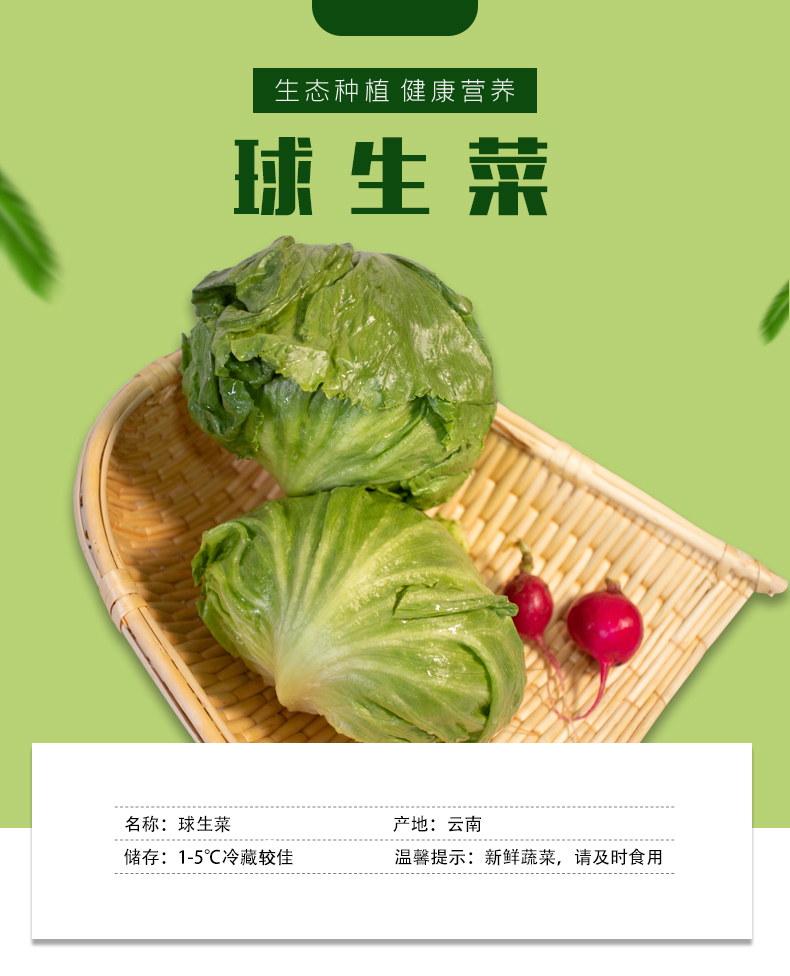 生态种植 健康营养
球生菜
名称：球生菜 产地：云南
储存：1-5℃冷藏较佳 温馨提示：新鲜蔬菜，请及时食用